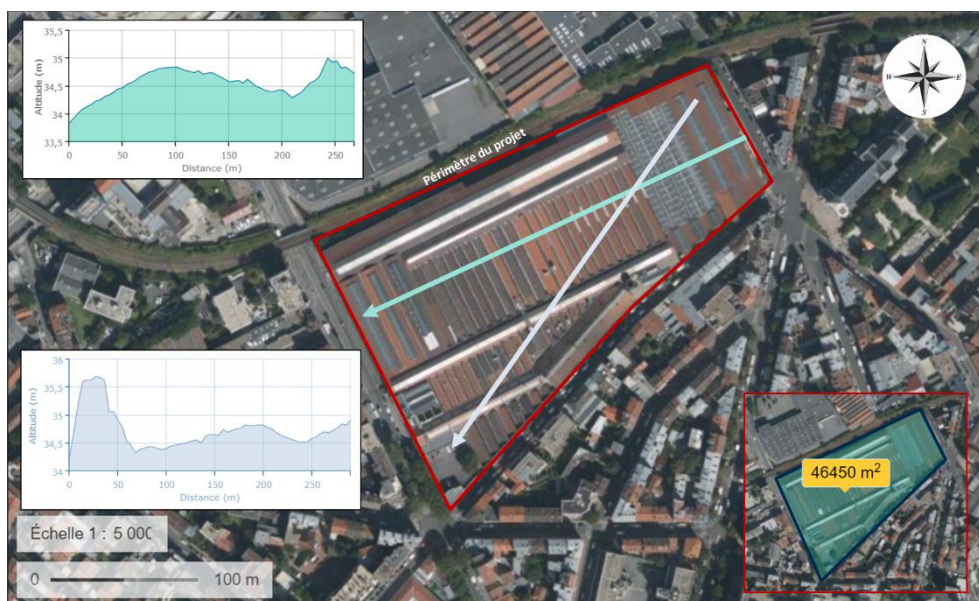 35,5
35
34,5
34
33,5
Altitude (m)
0
50
100
150
200
250
Distance (m)
Périmètre du projet
N
W
E
S
36
35,5
35
34,5
34
Altitude (m)
0
50
100
150
200
250
Distance (m)
46450 m²
Échelle 1 : 5 000
0
100 m